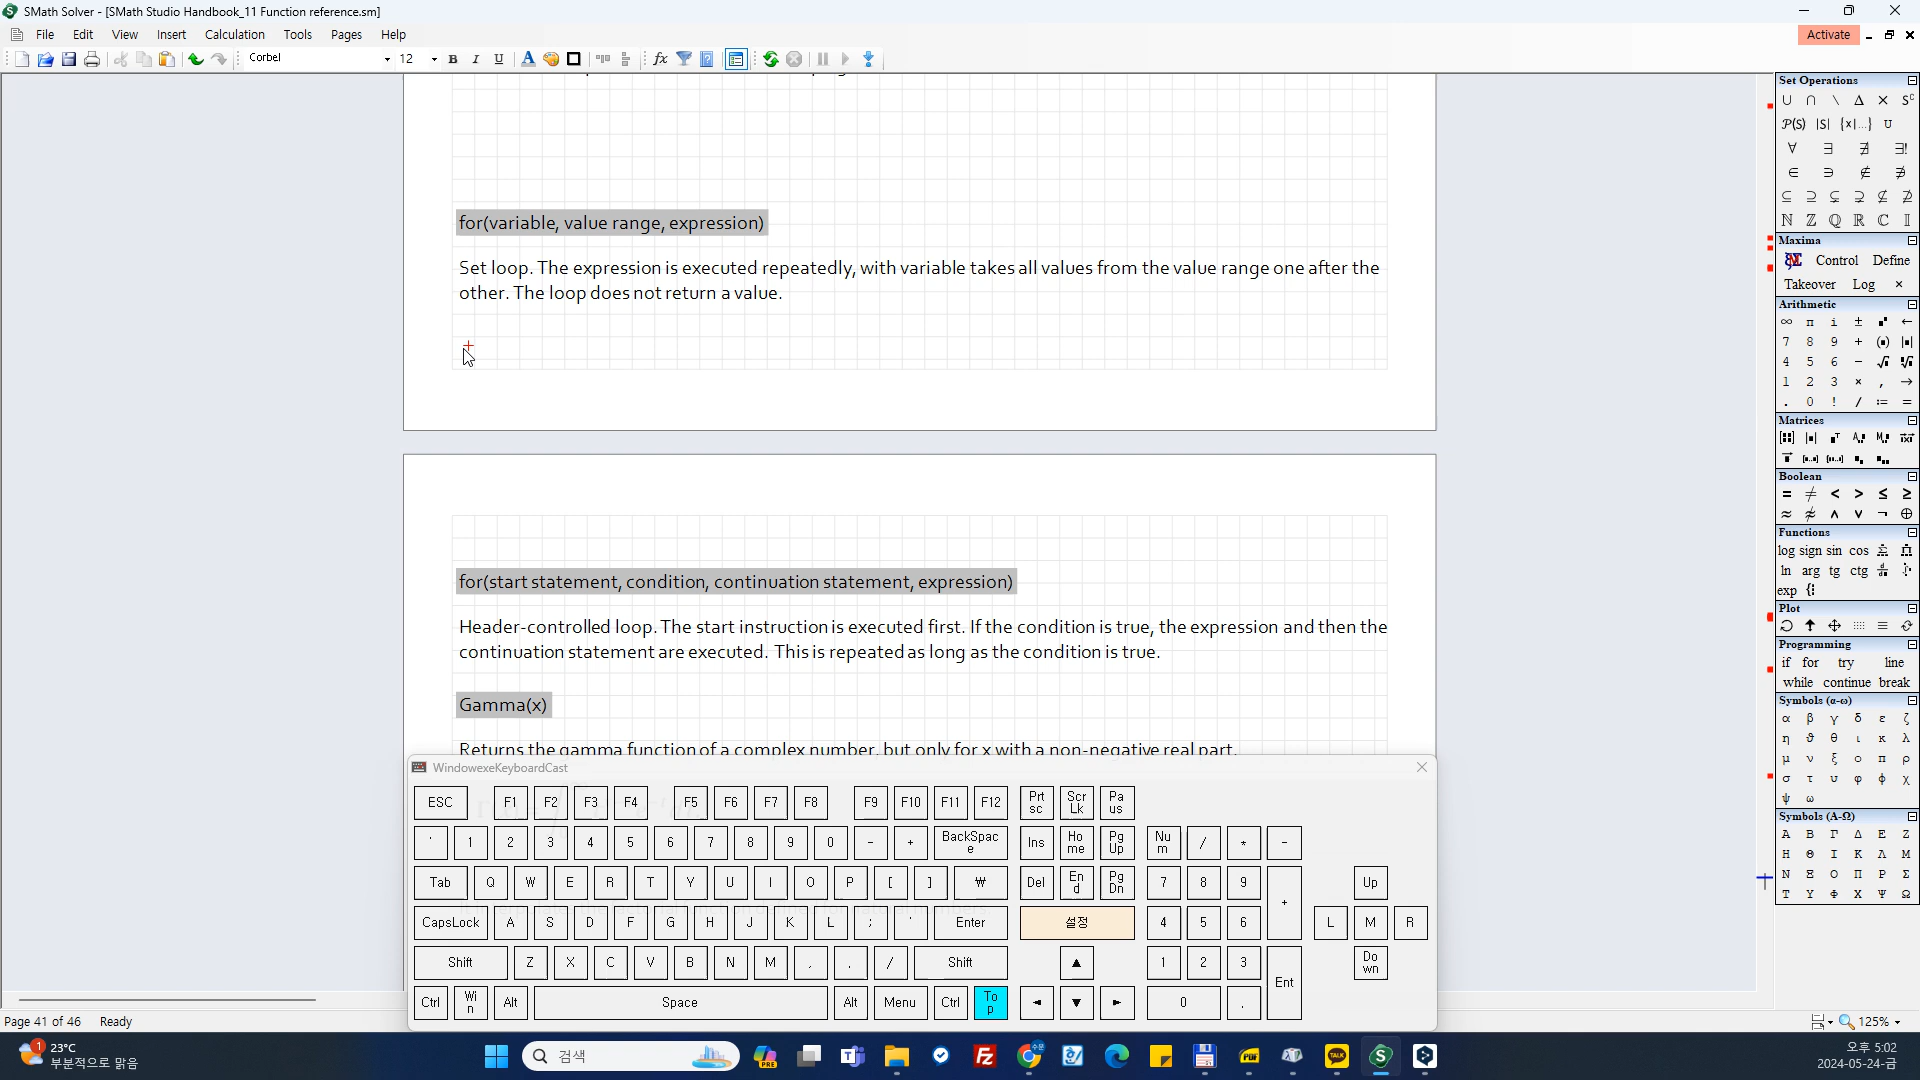 SMath Solver - [SMath Studio Handbook_11 Function reference.sm]
File Edit View Insert Calculation Tools Pages Help
Activate
Corbel 12 B I U
for(variable, value range, expression)
Set loop. The expression is executed repeatedly, with variable takes all values from the value range one after the
other. The loop does not return a value.
for(start statement, condition, continuation statement, expression)
Header-controlled loop. The start instruction is executed first. If the condition is true, the expression and then the
continuation statement are executed. This is repeated as long as the condition is true.
Gamma(x)
Returns the gamma function of a complex number, but only for x with a non-negative real part.
WindowexeKeyboardCast
ESC F1 F2 F3 F4 F5 F6 F7 F8 F9 F10 F11 F12 Prt sc Scr Lk Pa us
` 1 2 3 4 5 6 7 8 9 0 - + BackSpace Ins Home Pg Up Num / * -
Tab Q W E R T Y U I O P [ ] ₩ Del End Pg Dn 7 8 9 + Up
CapsLock A S D F G H J K L ; ' Enter 설정 4 5 6 L M R
Shift Z X C V B N M , . / Shift ▲ 1 2 3 Ent Down
Ctrl Win Alt Space Alt Menu Ctrl Top ◄ ▼ ► 0 .
Set Operations
∪ ∩ \ Δ × Sᶜ
P(S) |S| {x|...}
∀ ∃ ∄ ∃!
∈ ∋ ∉ ∌
⊆ ⊇ ⊊ ⊋ ⊈ ⊉
ℕ ℤ ℚ ℝ ℂ 𝕀
Maxima
Control Define
Takeover Log ×
Arithmetic
∞ π i ± ←
7 8 9 + (▪) |▪|
4 5 6 - √
1 2 3 × , →
. 0 ! / := =
Matrices
Boolean
= ≠ < > ≤ ≥
≈ ≉ ∧ ∨ ¬ ⊕
Functions
log sign sin cos
ln arg tg ctg
exp
Plot
Programming
if for try line
while continue break
Symbols (α-ω)
α β γ δ ε ζ
η ϑ θ ι κ λ
μ ν ξ ο π ρ
σ τ υ φ ϕ χ
ψ ω
Symbols (Α-Ω)
Α Β Γ Δ Ε Ζ
Η Θ Ι Κ Λ Μ
Ν Ξ Ο Π Ρ Σ
Τ Υ Φ Χ Ψ Ω
Page 41 of 46 Ready
125%
23°C
부분적으로 맑음
검색
오후 5:02
2024-05-24-금